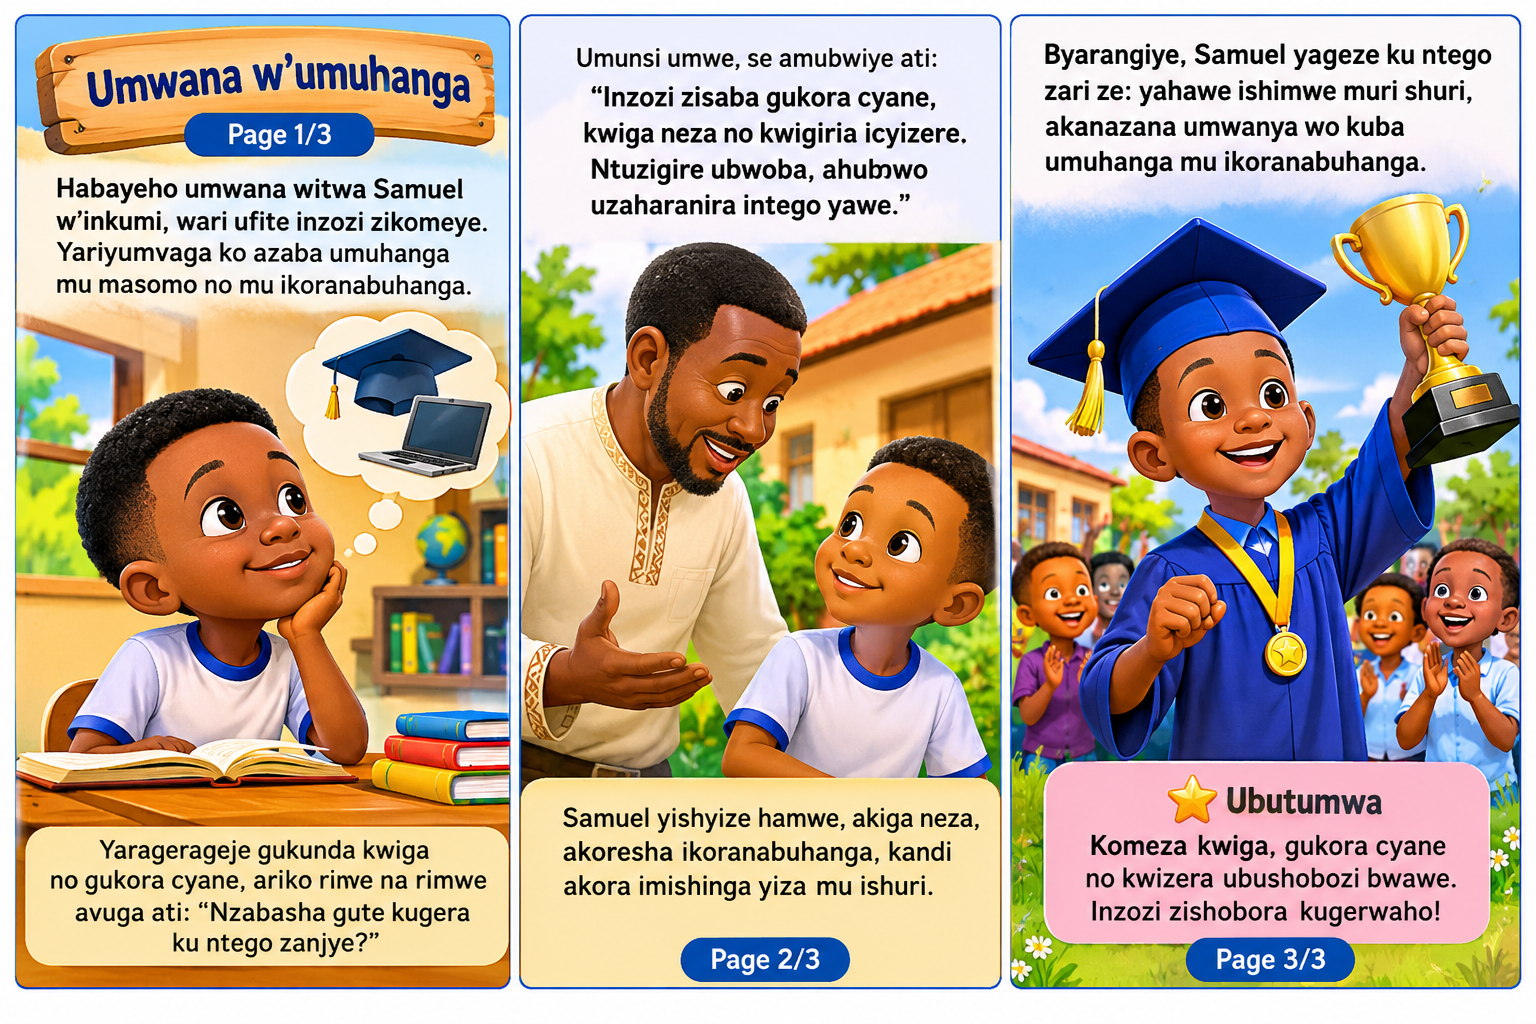 Umwana w’umuhanga
Page 1/3
Habayeho umwana witwa Samuel
w’inkumi, wari ufite inzozi zikomeye.
Yariyumvaga ko azaba umuhanga
mu masomo no mu ikoranabuhanga.
Yaragerageje gukunda kwiga
no gukora cyane, ariko rimwe na rimwe
avuga ati: “Nzabasha gute kugera
ku ntego zanjye?”
Umunsi umwe, se amubwiye ati:
“Inzozi zisaba gukora cyane,
kwiga neza no kwigiria icyizere.
Ntuzigire ubwoba, ahubwo
uzaharanira intego yawe.”
Samuel yishyize hamwe, akiga neza,
akoresha ikoranabuhanga, kandi
akora imishinga yiza mu ishuri.
Page 2/3
Byarangiye, Samuel yageze ku ntego
zari ze: yahawe ishimwe muri shuri,
akanazana umwanya wo kuba
umuhanga mu ikoranabuhanga.
Ubutumwa
Komeza kwiga, gukora cyane
no kwizera ubushobozi bwawe.
Inzozi zishobora kugerwaho!
Page 3/3